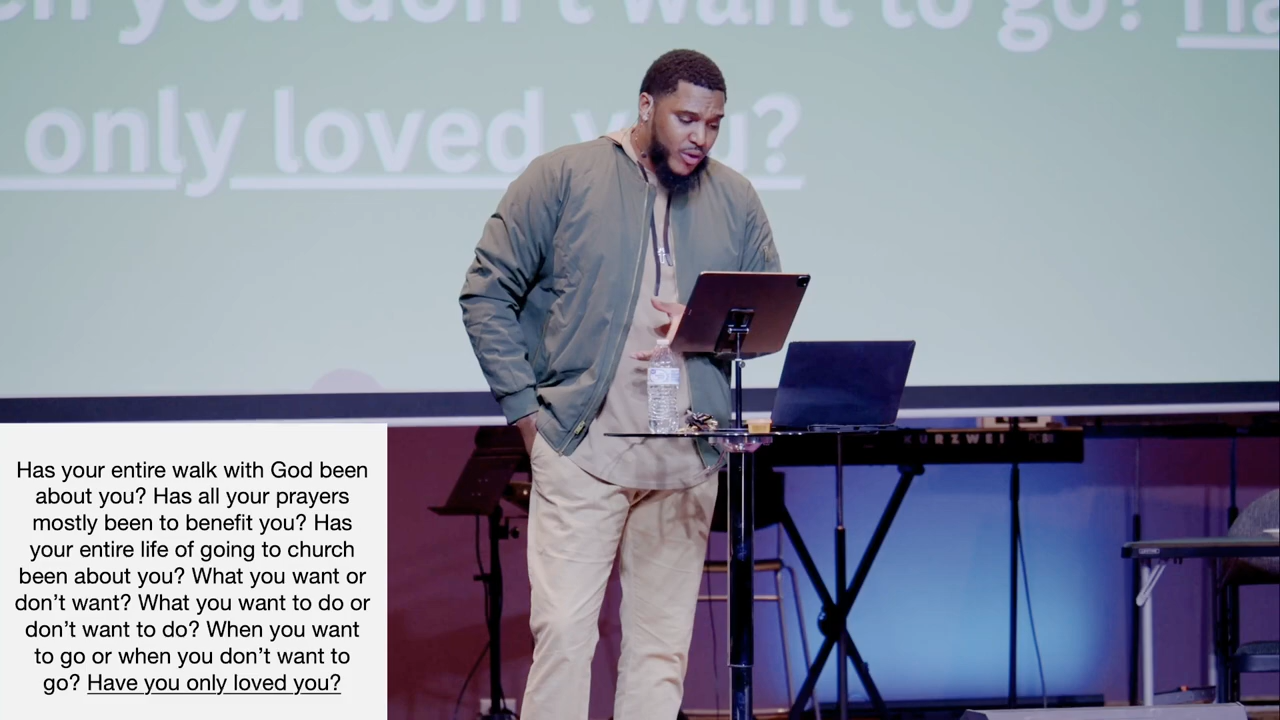 en you don't want to go? Ha
only loved you?
KURZWEI PC88
Has your entire walk with God been
about you? Has all your prayers
mostly been to benefit you? Has
your entire life of going to church
been about you? What you want or
don't want? What you want to do or
don't want to do? When you want
to go or when you don't want to
go? Have you only loved you?